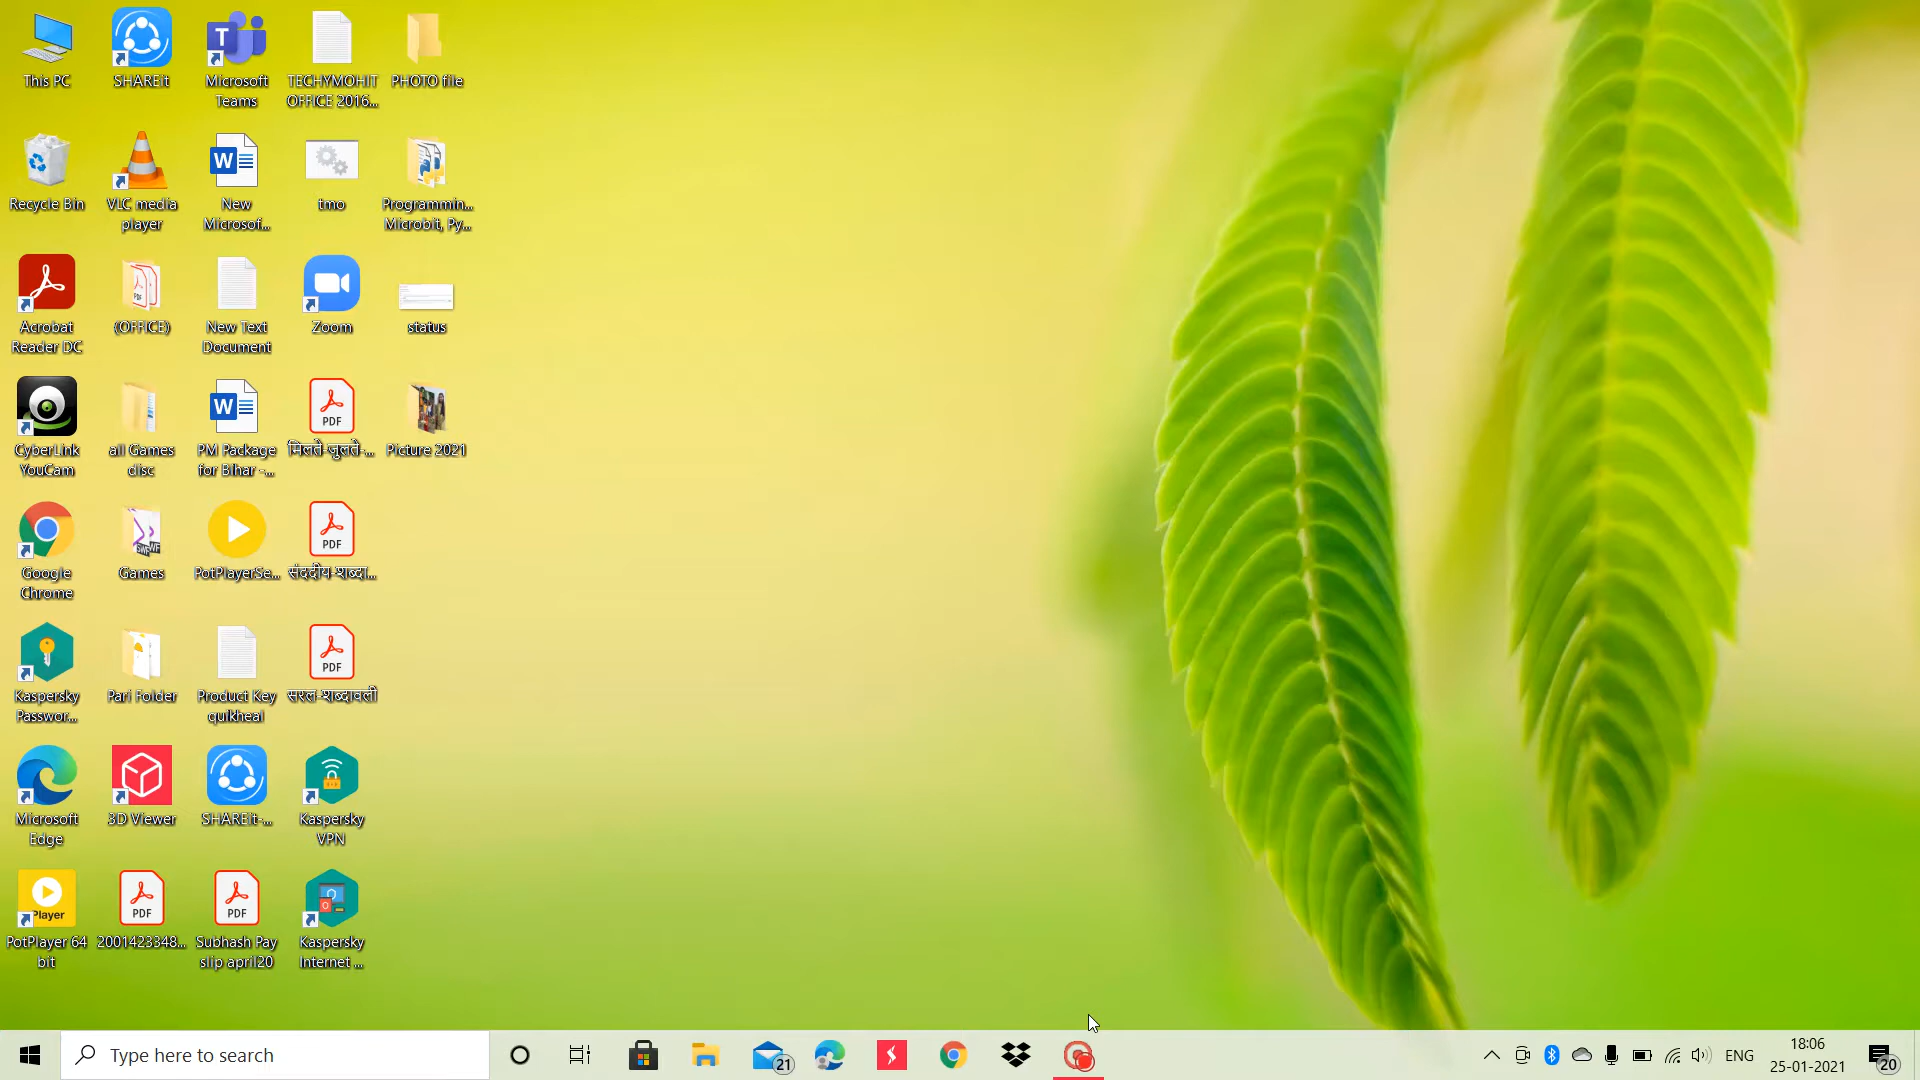 This PC
SHAREit
Microsoft
Teams
TECHYMOHIT
OFFICE 2016...
PHOTO file
Recycle Bin
VLC media
player
New
Microsof...
tmo
Programmin...
Microbit, Py...
Acrobat
Reader DC
(OFFICE)
New Text
Document
Zoom
status
CyberLink
YouCam
all Games
disc
PM Package
for Bihar -...
PDF
मिलते-जुलते-...
Picture 2021
Google
Chrome
Games
PotPlayerSe...
PDF
संददीय-शब्दा...
Kaspersky
Passwor...
Pari Folder
Product Key
quikheal
PDF
सरल-शब्दावली
Microsoft
Edge
3D Viewer
SHAREit-...
Kaspersky
VPN
Player
PotPlayer 64
bit
PDF
2001423348...
PDF
Subhash Pay
slip april20
Kaspersky
Internet ...
Type here to search
21
ENG
18:06
25-01-2021
20